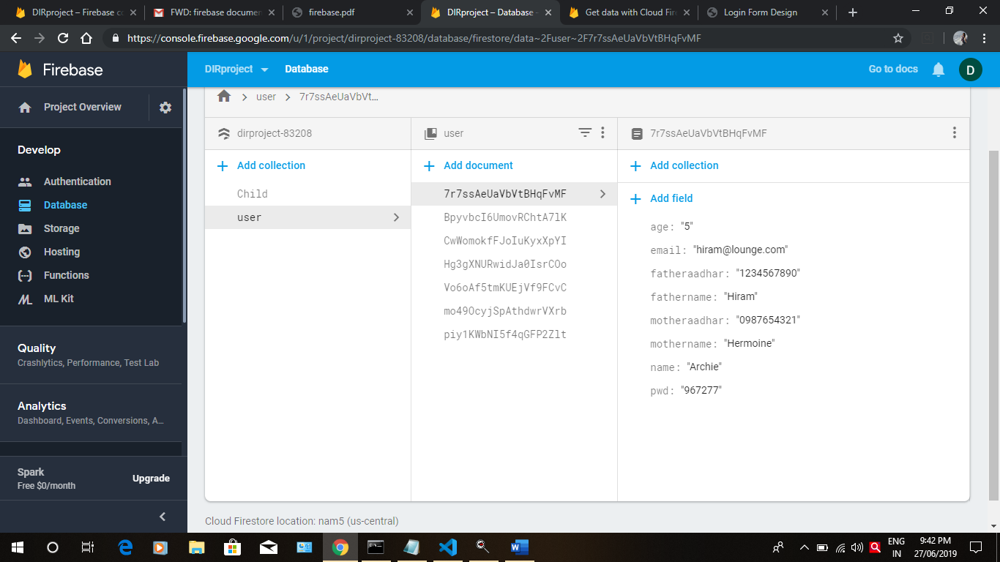 DIRproject – Firebase co
FWD: firebase documen
firebase.pdf
DIRproject – Database -
Get data with Cloud Fire
Login Form Design
https://console.firebase.google.com/u/1/project/dirproject-83208/database/firestore/data~2Fuser~2F7r7ssAeUaVbVtBHqFvMF
Firebase
DIRproject
Database
Go to docs
D
Project Overview
Develop
Authentication
Database
Storage
Hosting
Functions
ML Kit
Quality
Crashlytics, Performance, Test Lab
Analytics
Dashboard, Events, Conversions, A...
Spark
Free $0/month
Upgrade
user
7r7ssAeUaVbVt...
dirproject-83208
Add collection
Child
user
user
Add document
7r7ssAeUaVbVtBHqFvMF
BpyvbcI6UmovRChtA7lK
CwWomokfFJoIuKyxXpYI
Hg3gXNURwidJa0IsrCOo
Vo6oAf5tmKUEjVf9FCvC
mo49OcyjSpAthdwrVXrb
piy1KWbNI5f4qGFP2Zlt
7r7ssAeUaVbVtBHqFvMF
Add collection
Add field
age: "5"
email: "hiram@lounge.com"
fatheraadhar: "1234567890"
fathername: "Hiram"
motheraadhar: "0987654321"
mothername: "Hermoine"
name: "Archie"
pwd: "967277"
Cloud Firestore location: nam5 (us-central)
ENG
IN
9:42 PM
27/06/2019